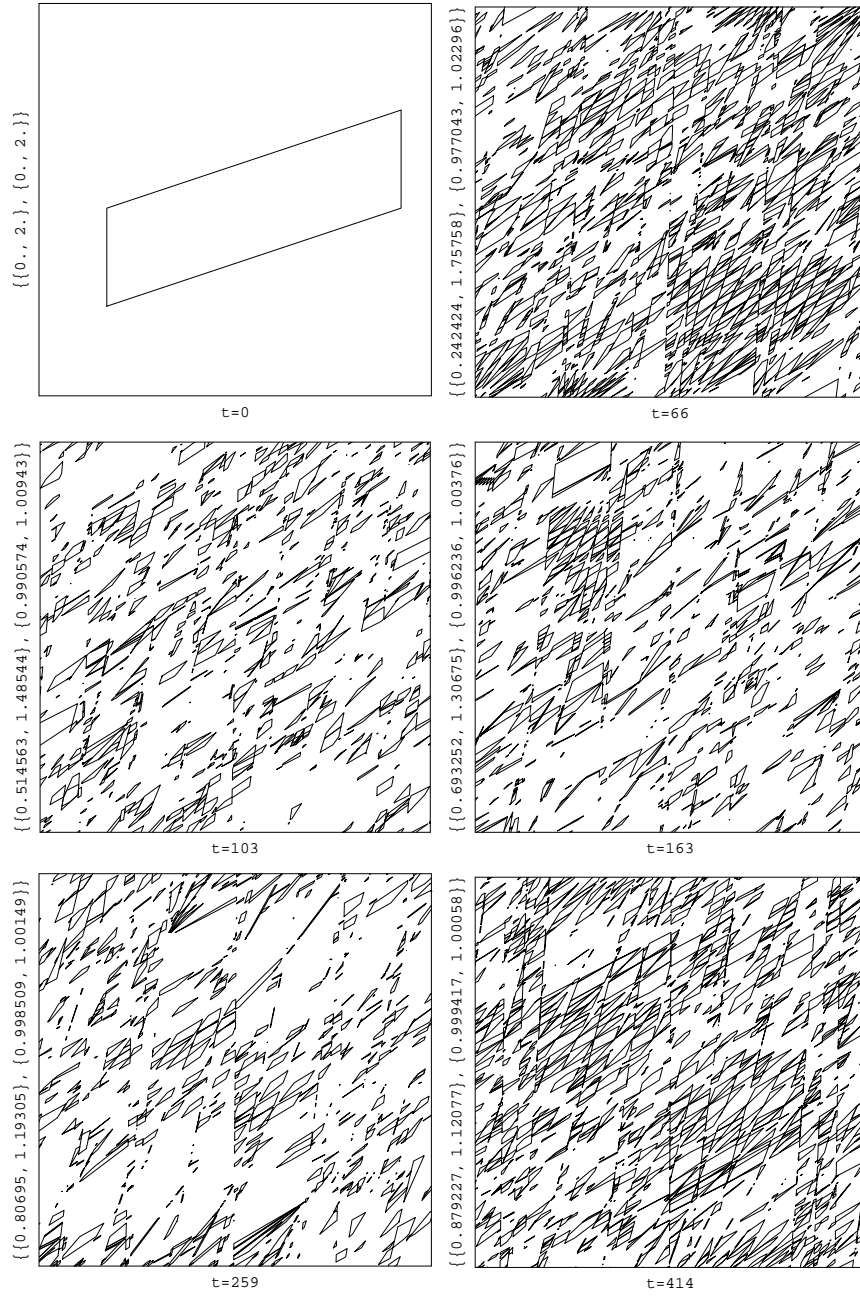 {{0., 2.}, {0., 2.}}
t=0
{{0.242424, 1.75758}, {0.977043, 1.02296}}
t=66
{{0.514563, 1.48544}, {0.990574, 1.00943}}
t=103
{{0.693252, 1.30675}, {0.996236, 1.00376}}
t=163
{{0.80695, 1.19305}, {0.998509, 1.00149}}
t=259
{{0.879227, 1.12077}, {0.999417, 1.00058}}
t=414